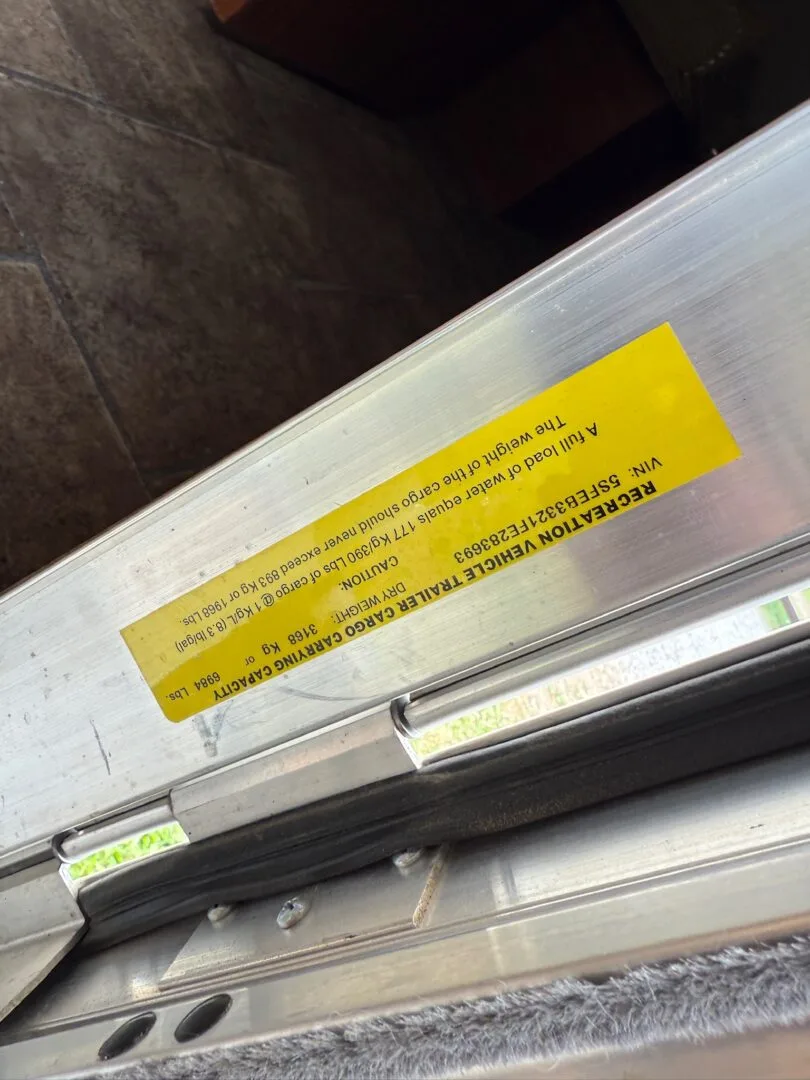 RECREATION VEHICLE TRAILER CARGO CARRYING CAPACITY
VIN: 5SFEB3321FE283693 DRY WEIGHT: 3168 Kg or 6984 Lbs.
CAUTION:
A full load of water equals 177 Kg/390 Lbs of cargo @ 1 Kg/L (8.3 lb/gal)
The weight of the cargo should never exceed 893 Kg or 1968 Lbs.